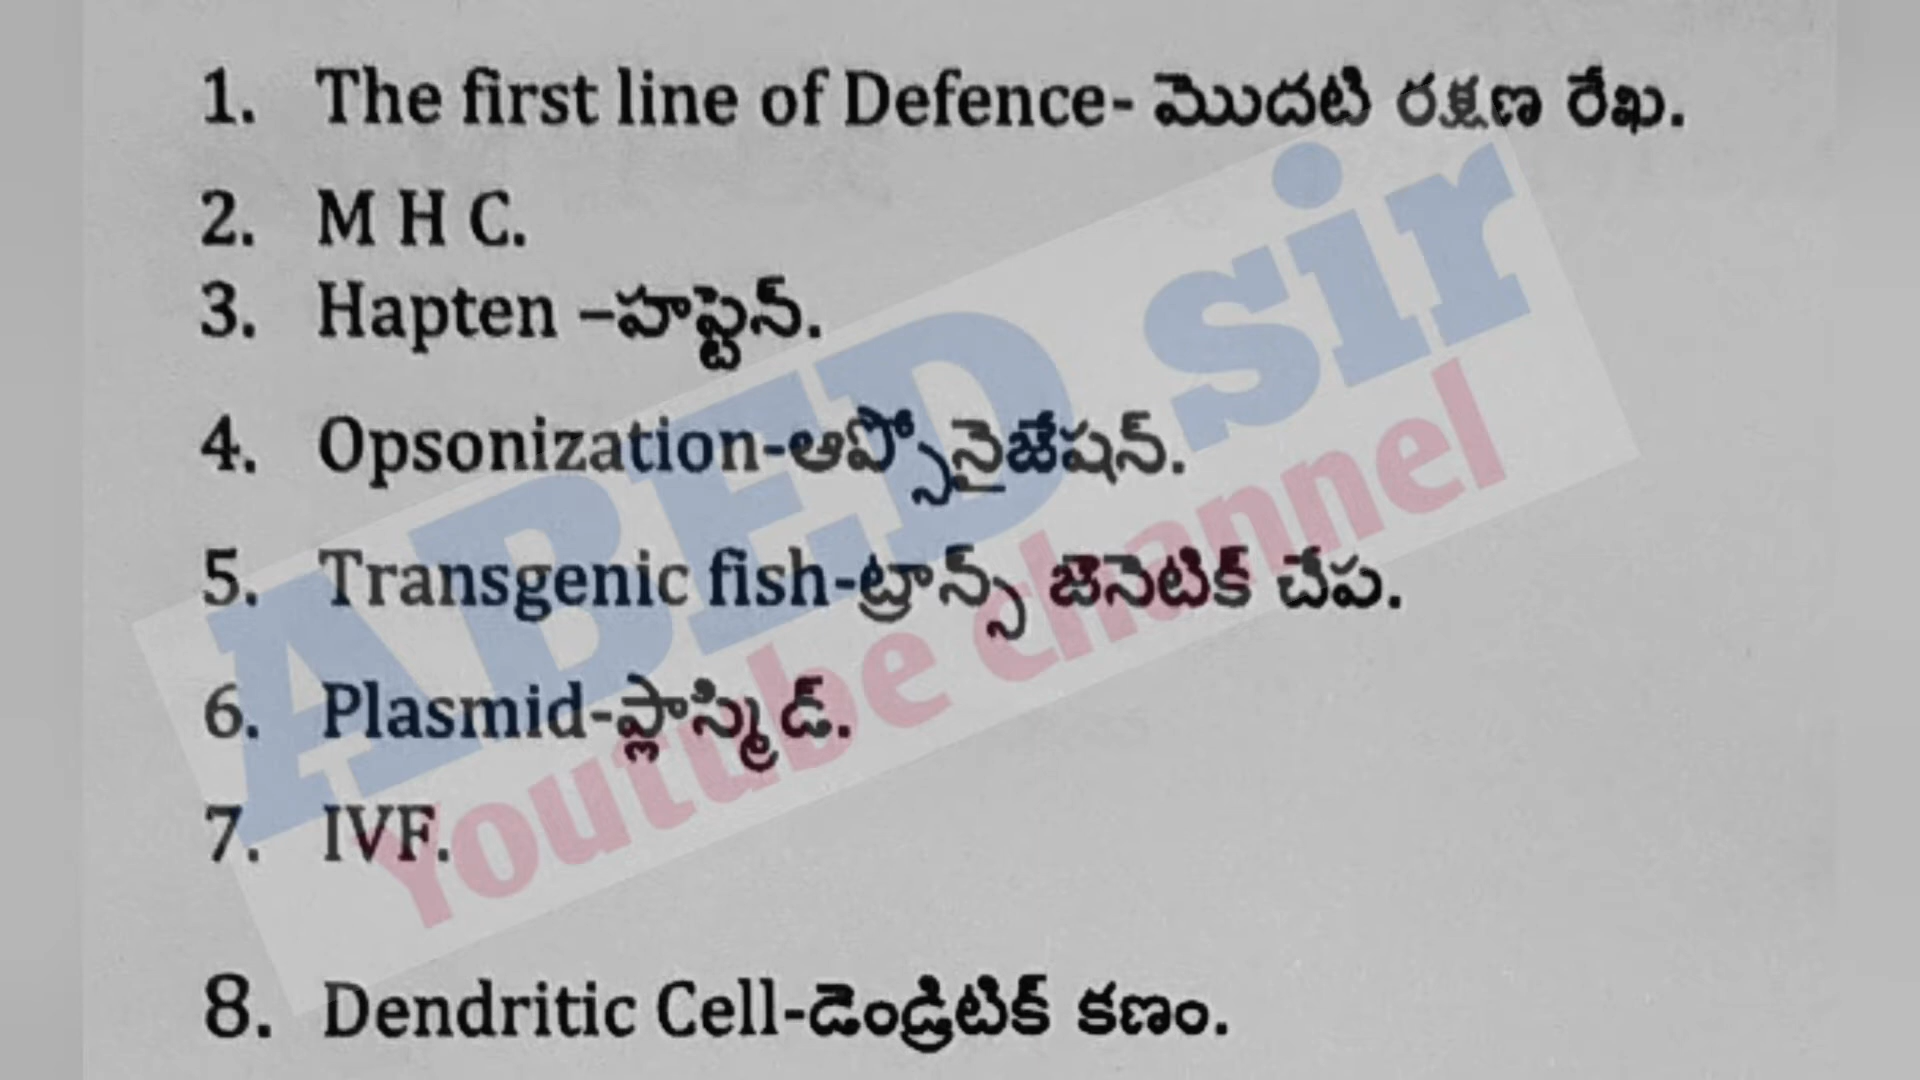 1. The first line of Defence- మొదటి రక్షణ రేఖ.
2. M H C.
3. Hapten –హాప్టెన్.
4. Opsonization-ఆప్సోనైజేషన్.
5. Transgenic fish-ట్రాన్స్ జెనెటిక్ చేప.
6. Plasmid-ప్లాస్మిడ్.
7. IVF.
8. Dendritic Cell-డెండ్రిటిక్ కణం.
ABED sir
Youtube channel